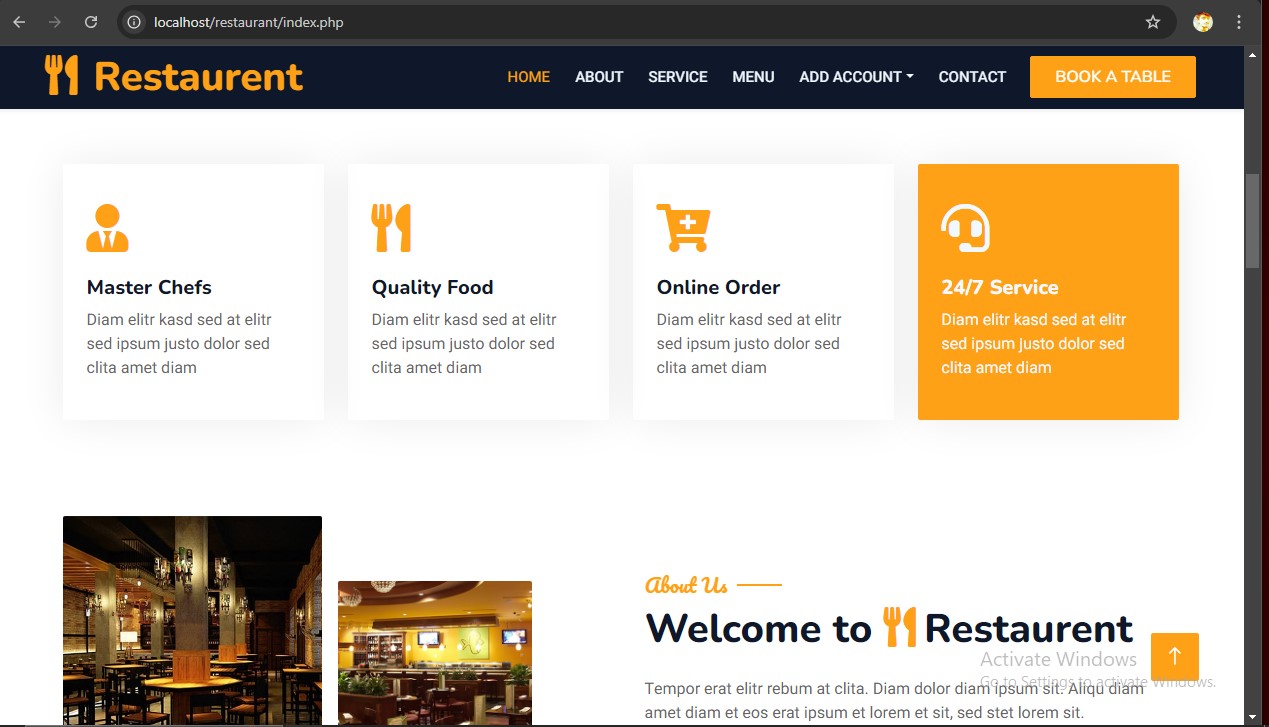 localhost/restaurant/index.php
Restaurent
HOME ABOUT SERVICE MENU ADD ACCOUNT CONTACT BOOK A TABLE
Master Chefs
Diam elitr kasd sed at elitr
sed ipsum justo dolor sed
clita amet diam
Quality Food
Diam elitr kasd sed at elitr
sed ipsum justo dolor sed
clita amet diam
Online Order
Diam elitr kasd sed at elitr
sed ipsum justo dolor sed
clita amet diam
24/7 Service
Diam elitr kasd sed at elitr
sed ipsum justo dolor sed
clita amet diam
About Us
Welcome to Restaurent
Tempor erat elitr rebum at clita. Diam dolor diam ipsum sit. Aliqu diam
amet diam et eos erat ipsum et lorem et sit, sed stet lorem sit.
Activate Windows
Go to Settings to activate Windows.